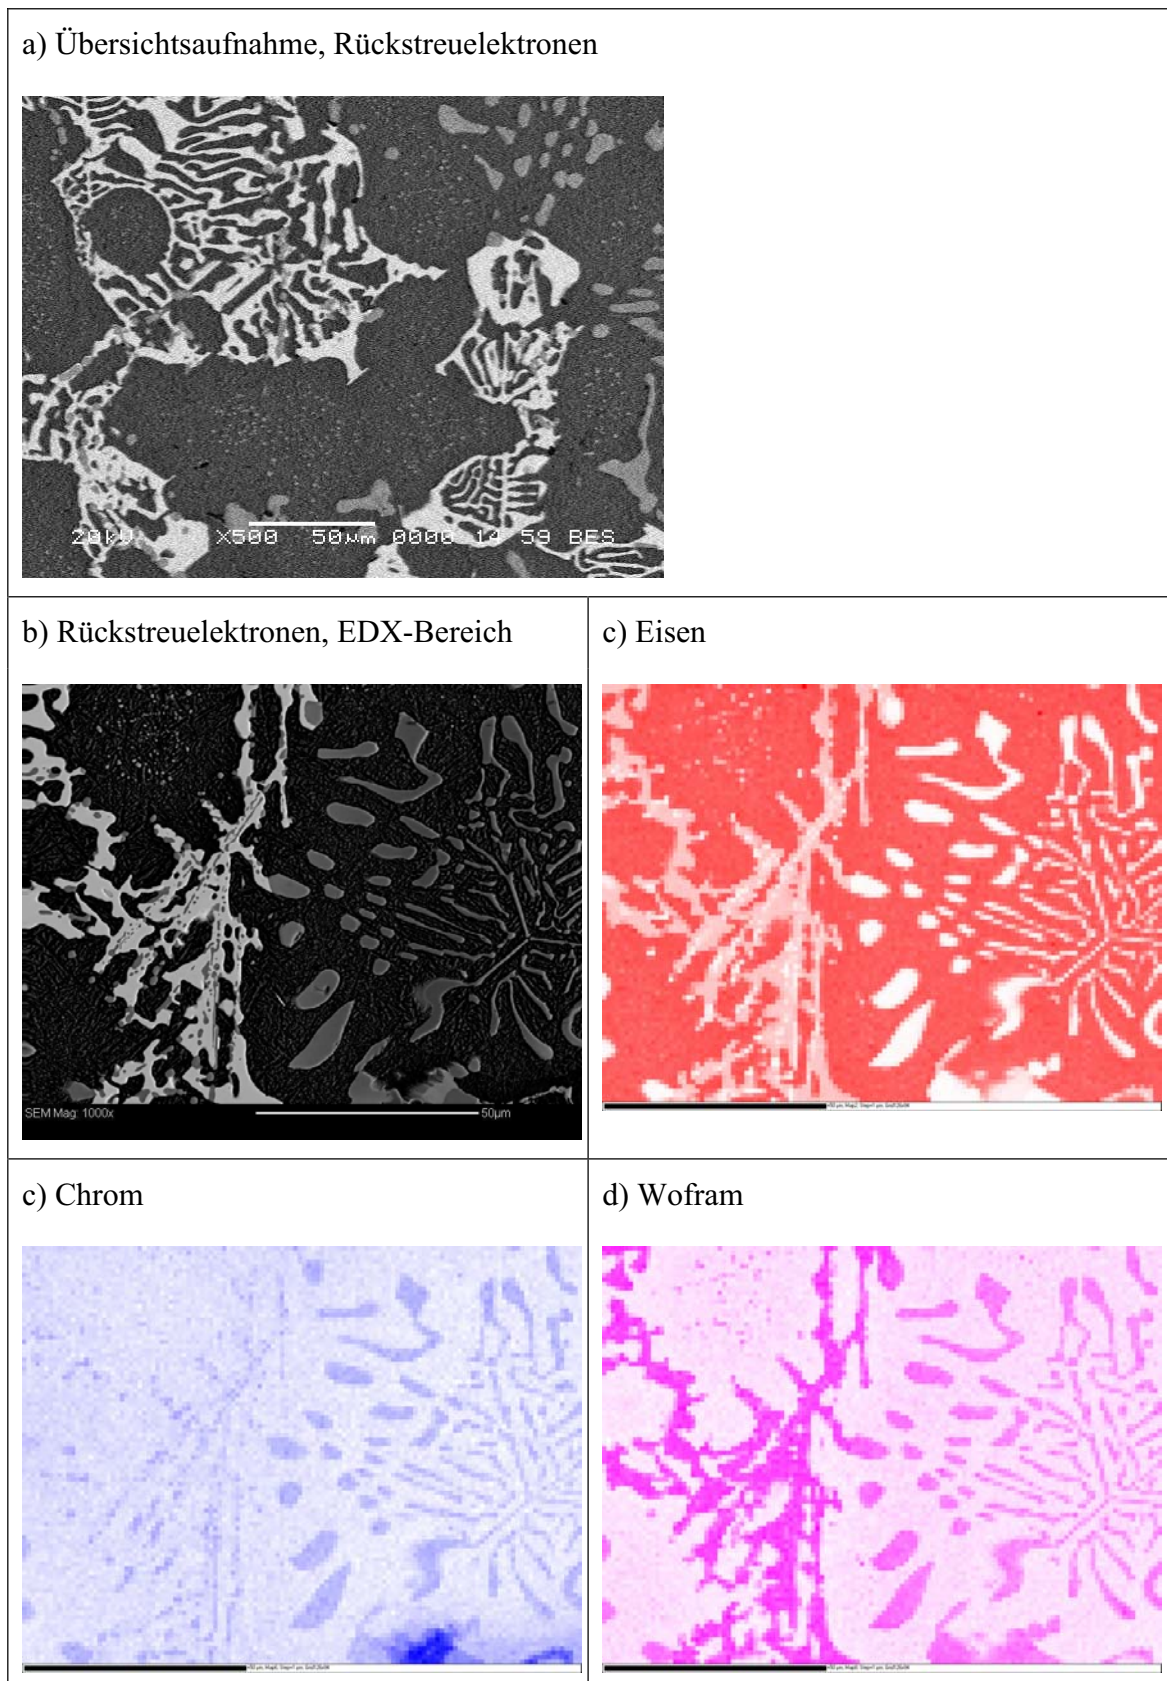 a) Übersichtsaufnahme, Rückstreuelektronen
20kV X500 50µm 0000 14 59 BES
b) Rückstreuelektronen, EDX-Bereich
c) Eisen
SEM Mag: 1000x 50µm
c) Chrom
d) Wofram